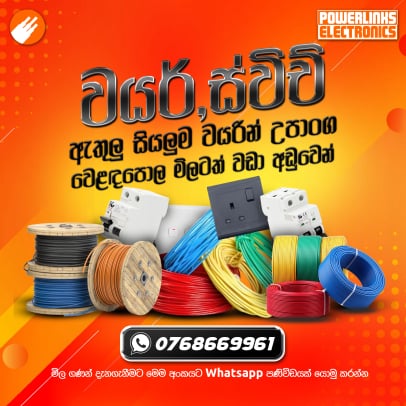 POWERLINKS
ELECTRONICS
වයර්,ස්විච්
ඇතුලු සියලුම වයරින් උපාංග
වෙළඳපොල මිලටත් වඩා අඩුවෙන්
0768669961
මිල ගණන් දැනගැනීමට මෙම අංකයට Whatsapp පණිවිඩයක් යොමු කරන්න